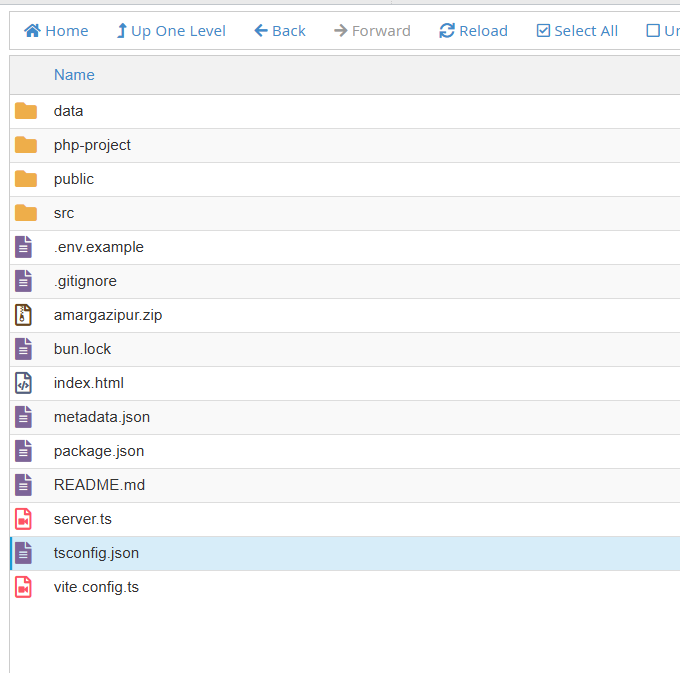 Home Up One Level Back Forward Reload Select All
Name
data
php-project
public
src
.env.example
.gitignore
amargazipur.zip
bun.lock
index.html
metadata.json
package.json
README.md
server.ts
tsconfig.json
vite.config.ts